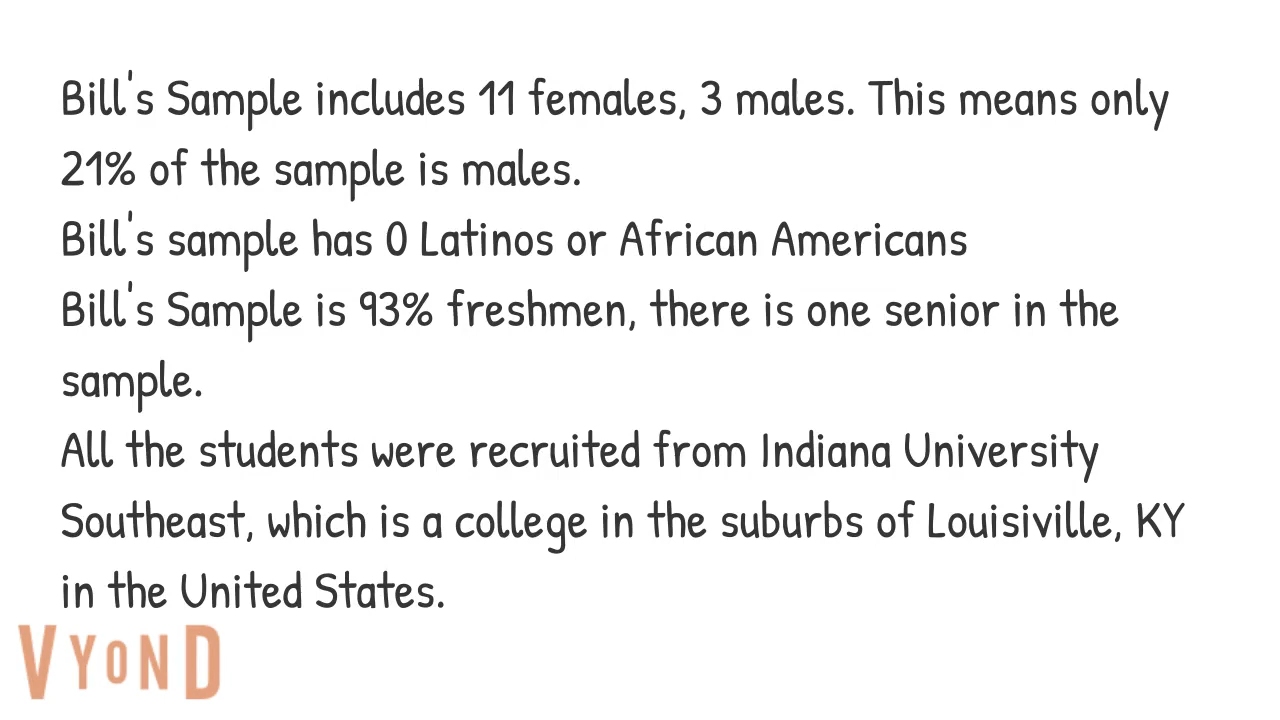 Bill's Sample includes 11 females, 3 males. This means only
21% of the sample is males.
Bill's sample has 0 Latinos or African Americans
Bill's Sample is 93% freshmen, there is one senior in the
sample.
All the students were recruited from Indiana University
Southeast, which is a college in the suburbs of Louisiville, KY
in the United States.
VYOND